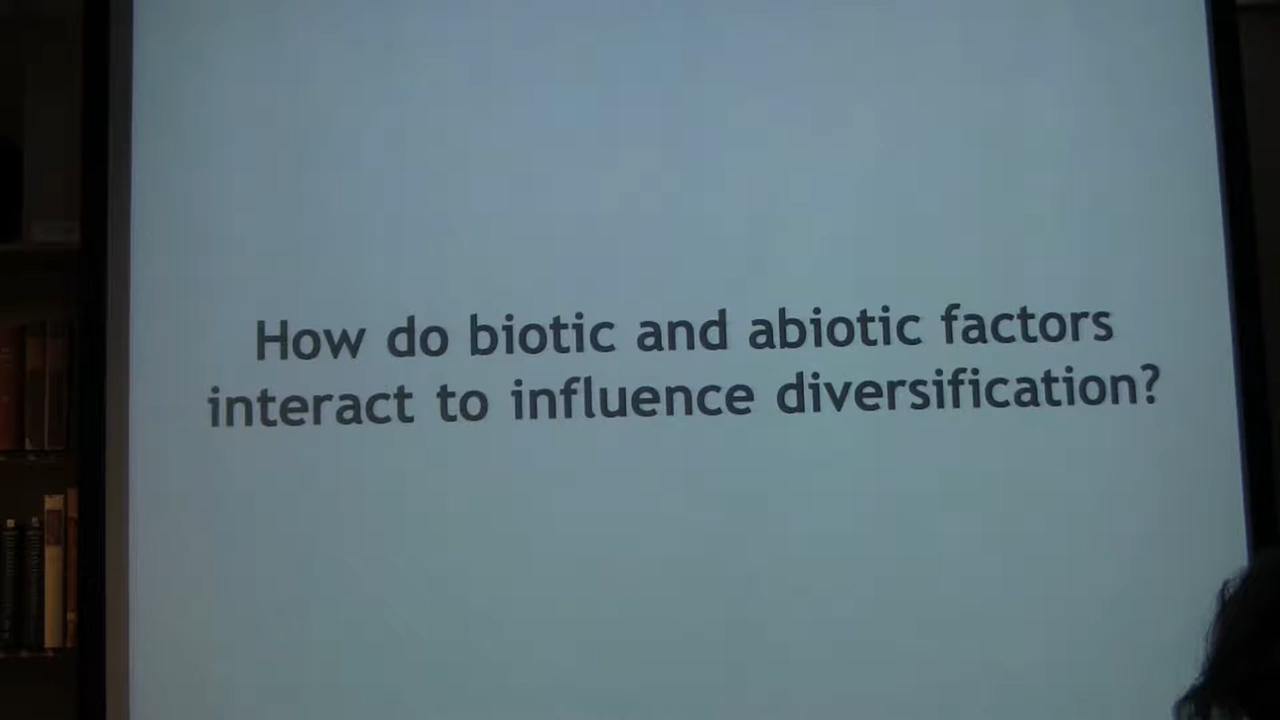 How do biotic and abiotic factors
interact to influence diversification?